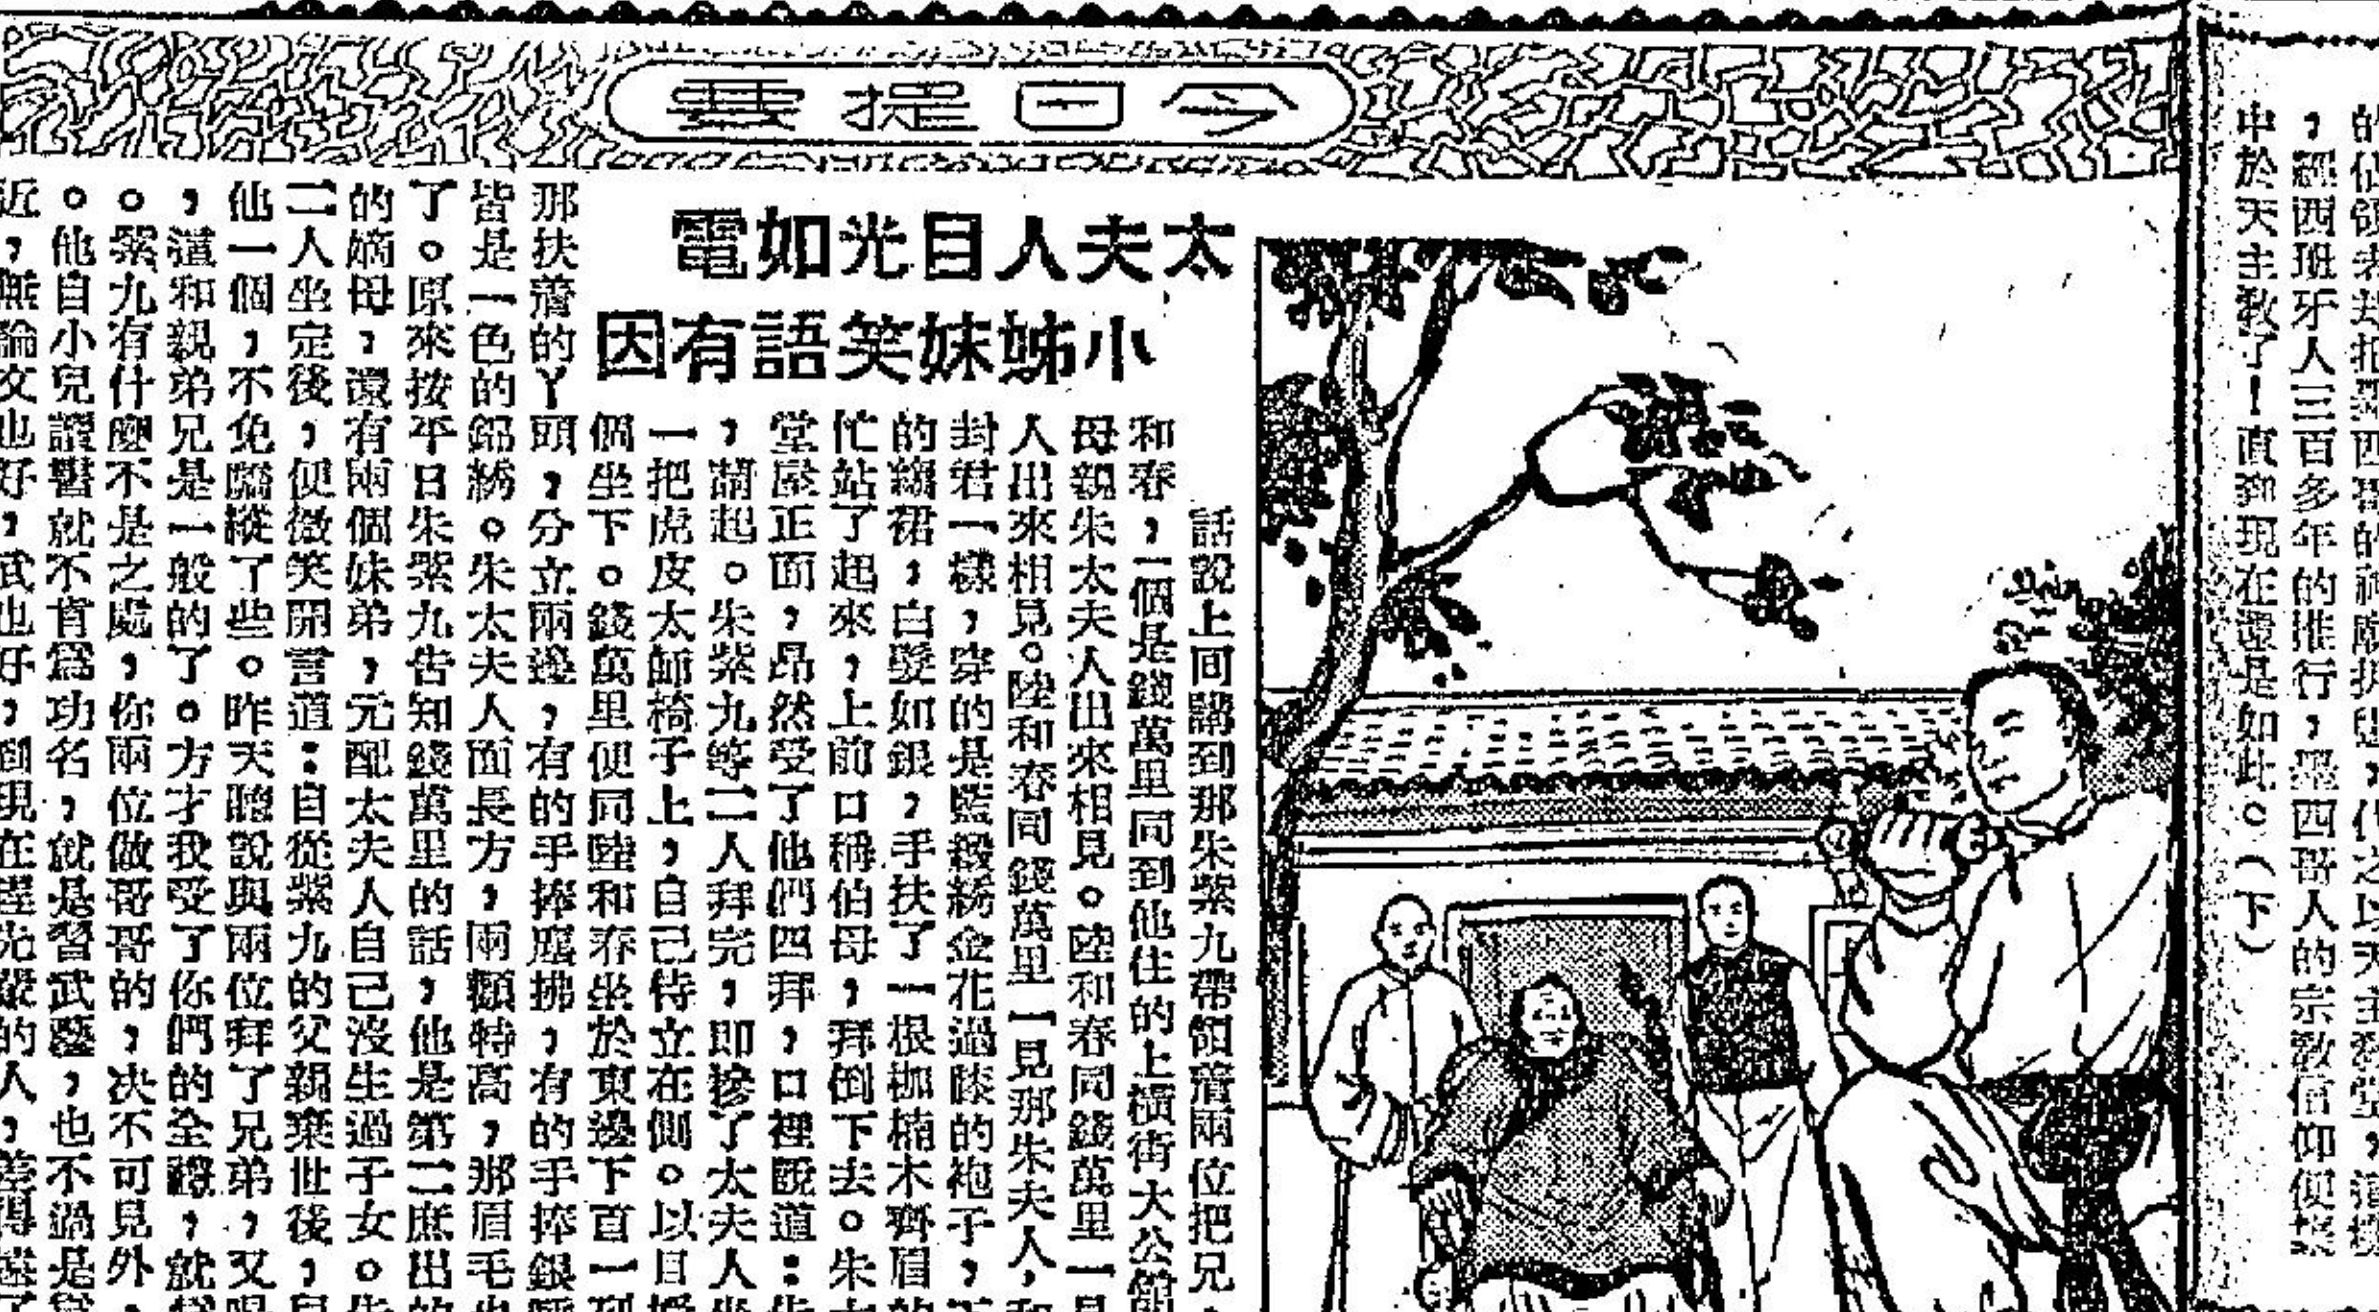 的
，經西班牙人三百多年的推行，墨西哥人的宗教信仰便
中於天主教了！直到現在還是如此。（下）
今日提要
太夫人目光如電
小姊妹笑語有因
話說上回鬧到那朱紫九帶領着兩位把兄，
和春，一個是錢萬里同到他住的上橫街大公館
母親朱太夫人出來相見。陸和春同錢萬里一見
人出來相見。陸和春同錢萬里一見那朱夫人，和
封君一樣，穿的是藍緞綉金花過膝的袍子，下
的縐裙，白髮如銀，手扶了一根枷楠木齊眉的
忙站了起來，上前口稱伯母，拜倒下去。朱太
堂屋正面，昂然受了他們四拜，口裡說道：
，請起。朱紫九等二人拜完，即攙了太夫人坐
一把虎皮太師椅子上，自己侍立在側。以目
個坐下。錢萬里便同陸和春坐於東邊下首一
那扶着的丫頭，分立兩邊，有的手捧塵拂，有的手捧銀
皆是一色的錦綉。朱太夫人面長方，兩顴特高，那眉毛
了。原來按平日朱紫九告知錢萬里的話，他是第二庶出的
的嫡母，還有兩個妹弟，元配太夫人自己沒生過子女。朱
二人坐定後，便微笑開言道：自從紫九的父親棄世後，
他一個，不免驕縱了些。昨天聽說與兩位拜了兄弟，又
，道和親弟兄是一般的了。方才我受了你們的全禮，就
。紫九有什麼不是之處，你兩位做哥哥的，决不可見外，
。他自小兒讀書就不肯爲功名，就是習武藝，也不過是
近，無論文也好，武也好，到現在